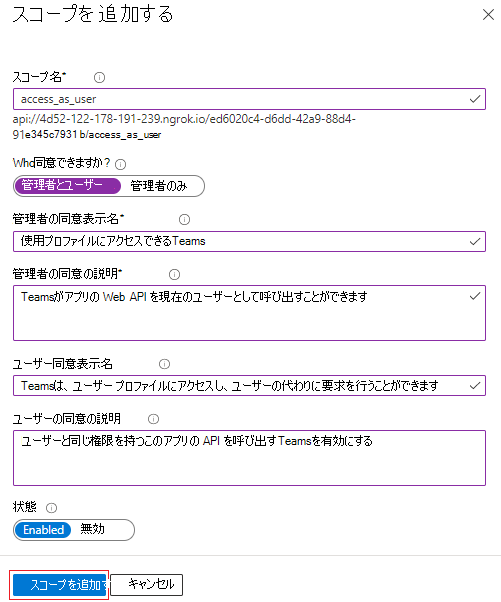 スコープを追加する
スコープ名*
access_as_user
api://4d52-122-178-191-239.ngrok.io/ed6020c4-d6dd-42a9-88d4-
91e345c7931b/access_as_user
Who同意できますか?
管理者とユーザー 管理者のみ
管理者の同意表示名*
使用プロファイルにアクセスできるTeams
管理者の同意の説明*
Teamsがアプリの Web API を現在のユーザーとして呼び出すことができます
ユーザー同意表示名
Teamsは、ユーザー プロファイルにアクセスし、ユーザーの代わりに要求を行うことができます
ユーザーの同意の説明
ユーザーと同じ権限を持つこのアプリの API を呼び出すTeamsを有効にする
状態
Enabled 無効
スコープを追加す キャンセル